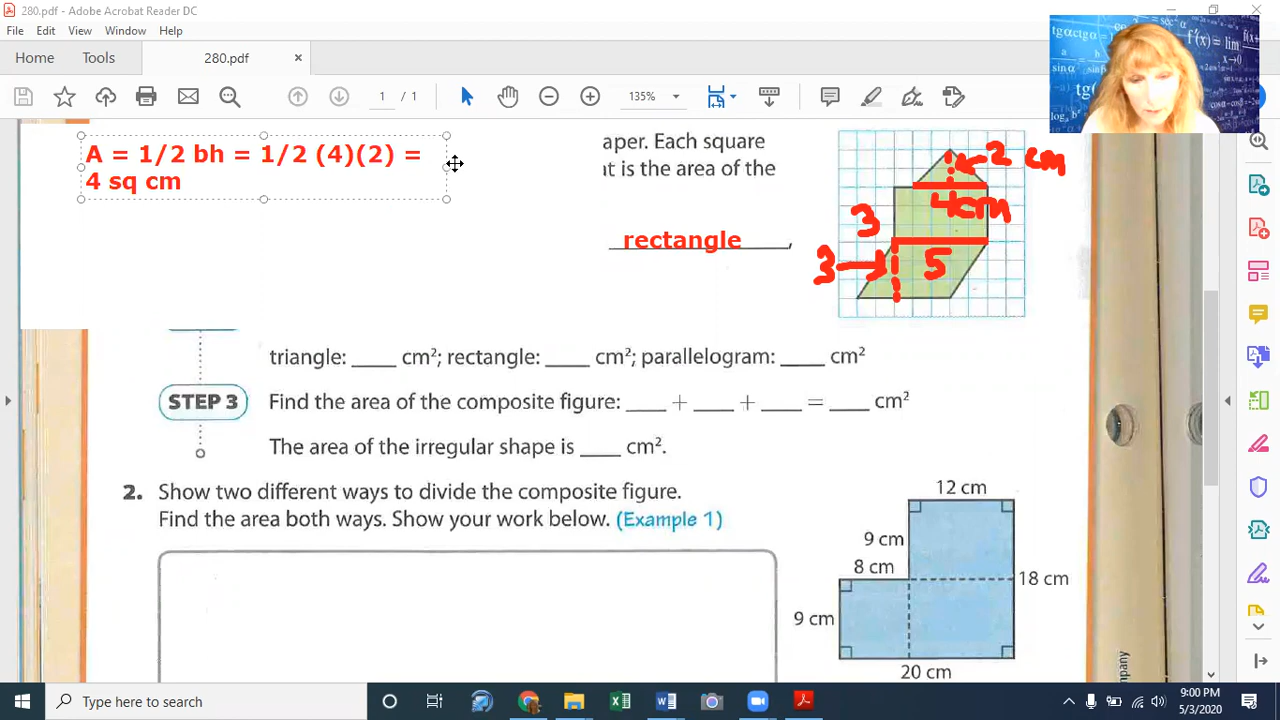 280.pdf - Adobe Acrobat Reader DC
File Edit View Window Help
Home Tools 280.pdf ×
1 / 1 135%
A = 1/2 bh = 1/2 (4)(2) =
4 sq cm
aper. Each square
at is the area of the
rectangle ,
2 cm
4cm
3
3
5
triangle: ____ cm²; rectangle: ____ cm²; parallelogram: ____ cm²
STEP 3 Find the area of the composite figure: ____ + ____ + ____ = ____ cm²
The area of the irregular shape is ____ cm².
2. Show two different ways to divide the composite figure.
Find the area both ways. Show your work below. (Example 1)
12 cm
9 cm
8 cm
18 cm
9 cm
20 cm
mpany
Type here to search
9:00 PM
5/3/2020